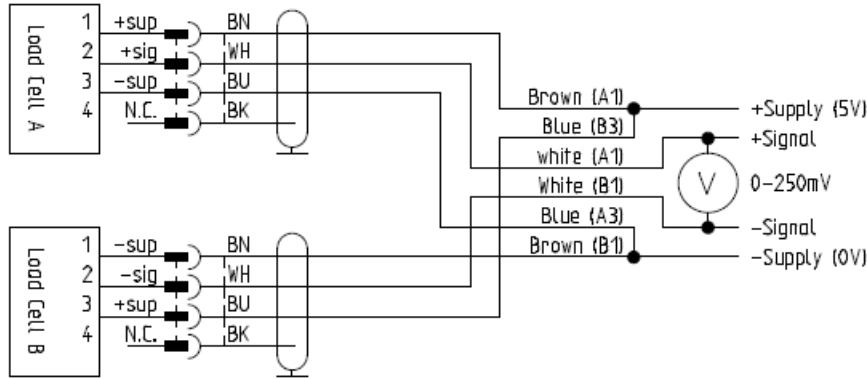 Load Cell A
1 +sup BN
2 +sig WH
3 -sup BU
4 N.C. BK
Brown (A1)
Blue (B3)
white (A1)
White (B1)
Blue (A3)
Brown (B1)
+Supply (5V)
+Signal
V 0-250mV
-Signal
-Supply (0V)
Load Cell B
1 -sup BN
2 -sig WH
3 +sup BU
4 N.C. BK